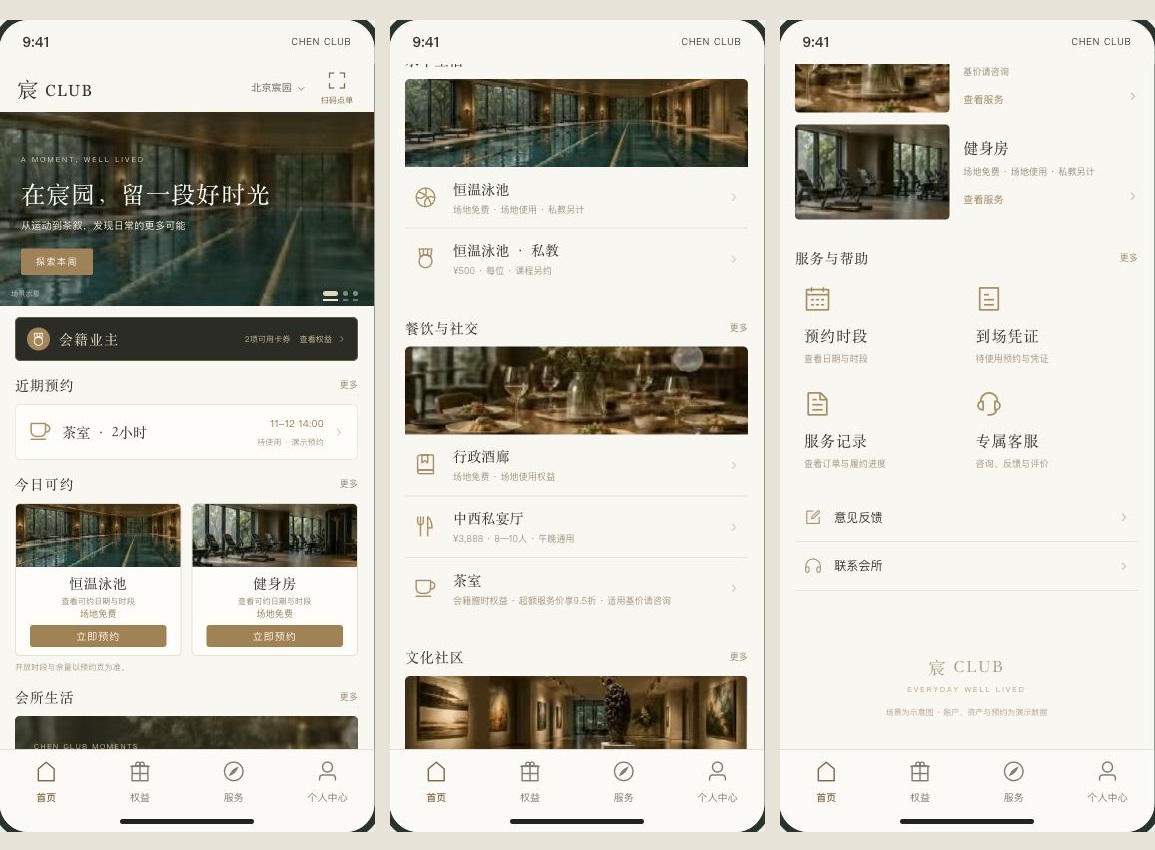 9:41
CHEN CLUB
宸 CLUB
北京宸园
扫码点单
A MOMENT, WELL LIVED
在宸园，留一段好时光
从运动到茶叙，发现日常的更多可能
探索本周
场景示意
会籍业主
2项可用卡券 查看权益
近期预约
更多
茶室 · 2小时
11–12 14:00
待使用 · 演示预约
今日可约
更多
恒温泳池
查看可约日期与时段
场地免费
立即预约
健身房
查看可约日期与时段
场地免费
立即预约
开放时段与余量以预约页为准。
会所生活
更多
CHEN CLUB MOMENTS
首页
权益
服务
个人中心
9:41
CHEN CLUB
恒温泳池
场地免费 · 场地使用 · 私教另计
恒温泳池 · 私教
¥500 · 每位 · 课程另约
餐饮与社交
更多
行政酒廊
场地免费 · 场地使用权益
中西私宴厅
¥3,888 · 8—10人 · 午晚通用
茶室
会籍赠时权益 · 超额服务价享9.5折 · 适用基价请咨询
文化社区
更多
首页
权益
服务
个人中心
9:41
CHEN CLUB
基价请咨询
查看服务
健身房
场地免费 · 场地使用 · 私教另计
查看服务
服务与帮助
更多
预约时段
查看日期与时段
到场凭证
待使用预约与凭证
服务记录
查看订单与履约进度
专属客服
咨询、反馈与评价
意见反馈
联系会所
宸 CLUB
EVERYDAY WELL LIVED
场景为示意图 · 账户、资产与预约为演示数据
首页
权益
服务
个人中心